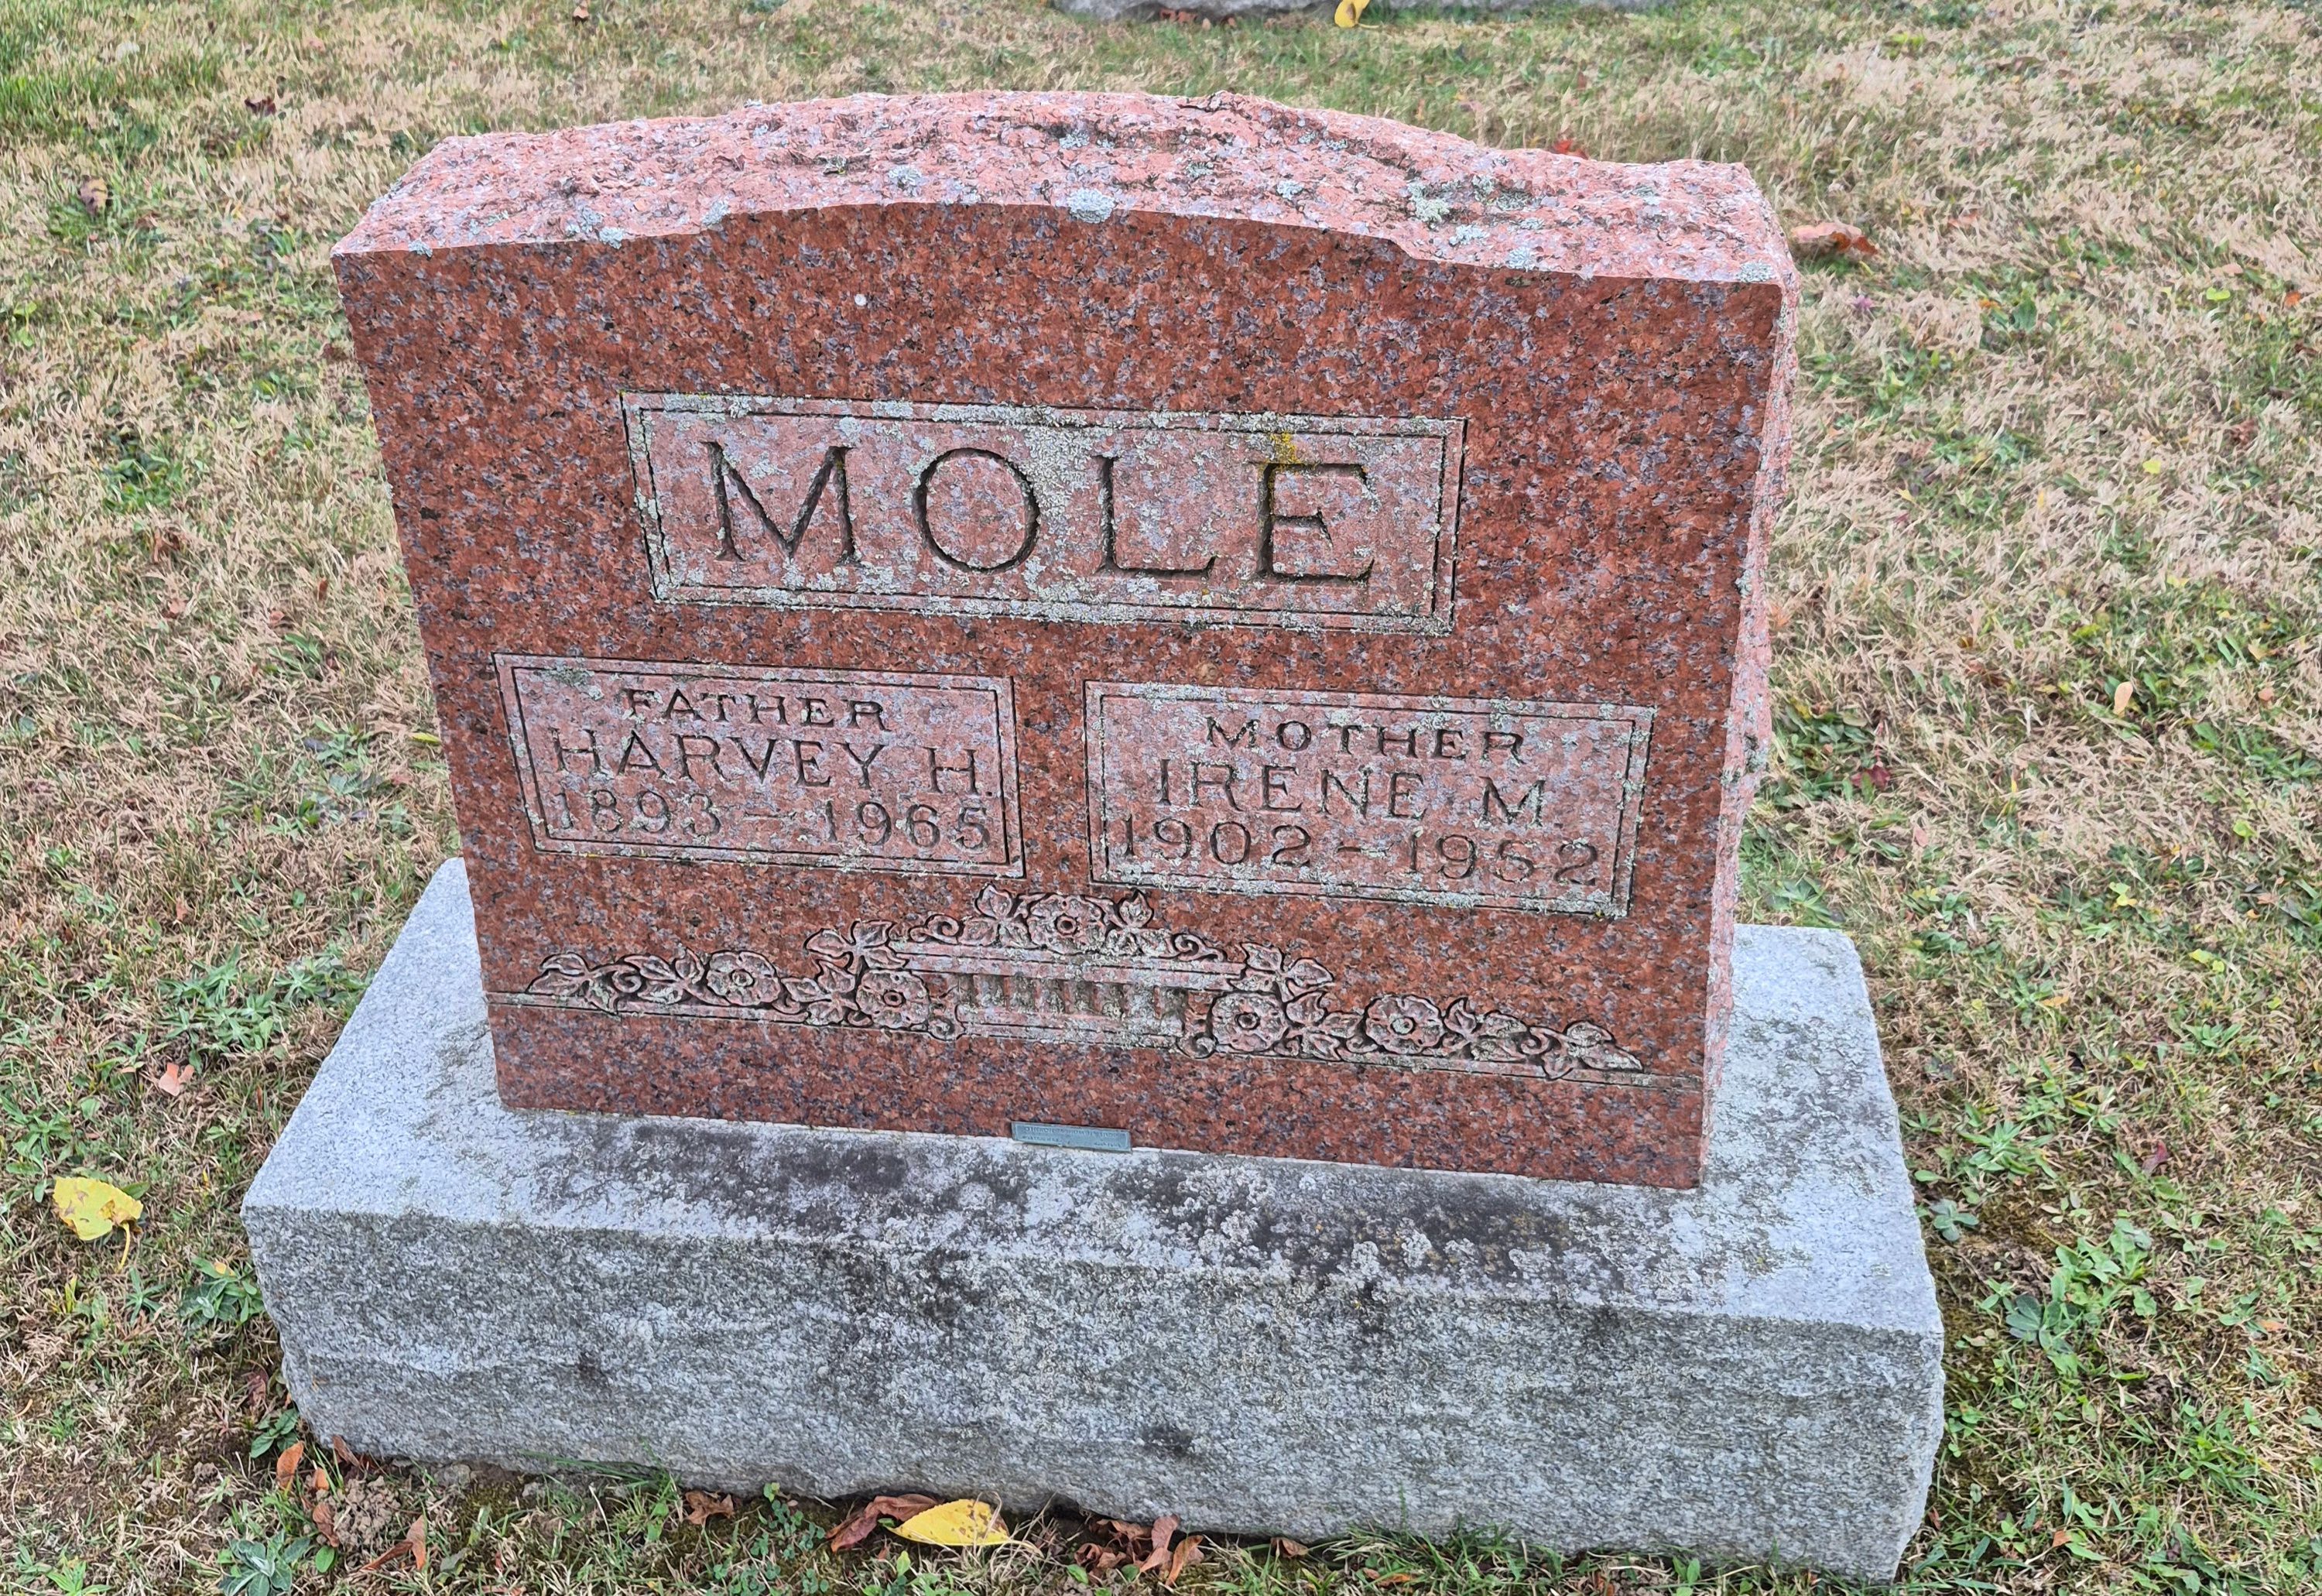 MOLE
FATHER
HARVEY H.
1893 – 1965
MOTHER
IRENE M.
1902 – 1952